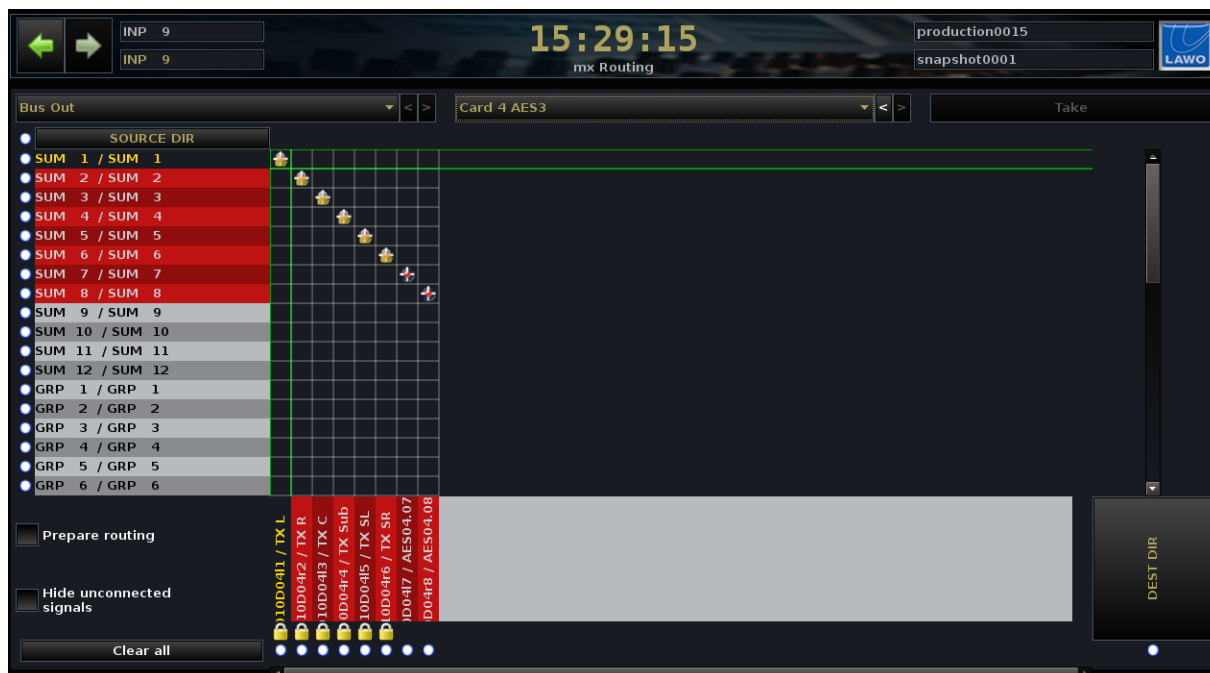 INP 9
INP 9
15:29:15
mx Routing
production0015
snapshot0001
LAWO
Bus Out
< >
Card 4 AES3
< >
Take
SOURCE DIR
SUM 1 / SUM 1
SUM 2 / SUM 2
SUM 3 / SUM 3
SUM 4 / SUM 4
SUM 5 / SUM 5
SUM 6 / SUM 6
SUM 7 / SUM 7
SUM 8 / SUM 8
SUM 9 / SUM 9
SUM 10 / SUM 10
SUM 11 / SUM 11
SUM 12 / SUM 12
GRP 1 / GRP 1
GRP 2 / GRP 2
GRP 3 / GRP 3
GRP 4 / GRP 4
GRP 5 / GRP 5
GRP 6 / GRP 6
Prepare routing
Hide unconnected
signals
Clear all
10D04l1 / TX L
10D04r2 / TX R
10D04l3 / TX C
0D04r4 / TX Sub
10D04l5 / TX SL
10D04r6 / TX SR
D04l7 / AES04.07
D04r8 / AES04.08
DEST DIR